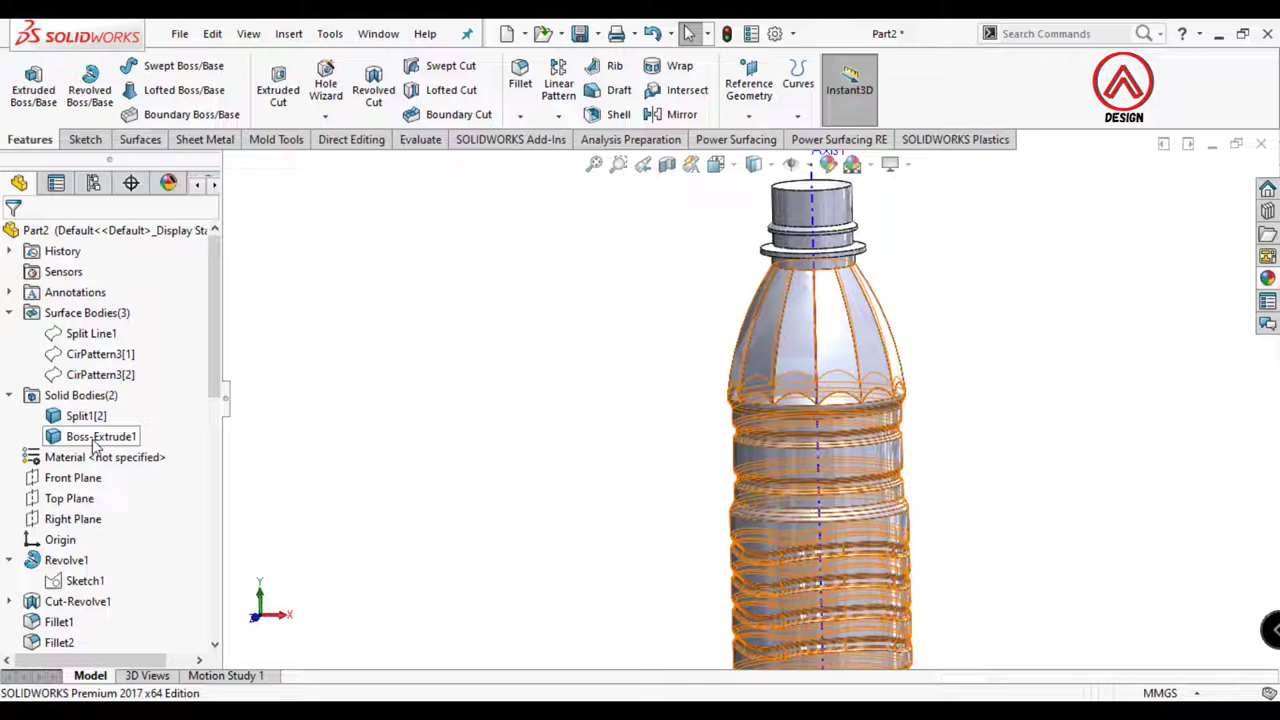 SOLIDWORKS
File
Edit
View
Insert
Tools
Window
Help
Part2 *
Search Commands
?
Extruded
Boss/Base
Revolved
Boss/Base
Swept Boss/Base
Lofted Boss/Base
Boundary Boss/Base
Extruded
Cut
Hole
Wizard
Revolved
Cut
Swept Cut
Lofted Cut
Boundary Cut
Fillet
Linear
Pattern
Rib
Draft
Shell
Wrap
Intersect
Mirror
Reference
Geometry
Curves
Instant3D
DESIGN
Features
Sketch
Surfaces
Sheet Metal
Mold Tools
Direct Editing
Evaluate
SOLIDWORKS Add-Ins
Analysis Preparation
Power Surfacing
Power Surfacing RE
SOLIDWORKS Plastics
Part2 (Default<<Default>_Display Sta
History
Sensors
Annotations
Surface Bodies(3)
Split Line1
CirPattern3[1]
CirPattern3[2]
Solid Bodies(2)
Split1[2]
Boss-Extrude1
Material <not specified>
Front Plane
Top Plane
Right Plane
Origin
Revolve1
Sketch1
Cut-Revolve1
Fillet1
Fillet2
Y
X
Model
3D Views
Motion Study 1
SOLIDWORKS Premium 2017 x64 Edition
MMGS